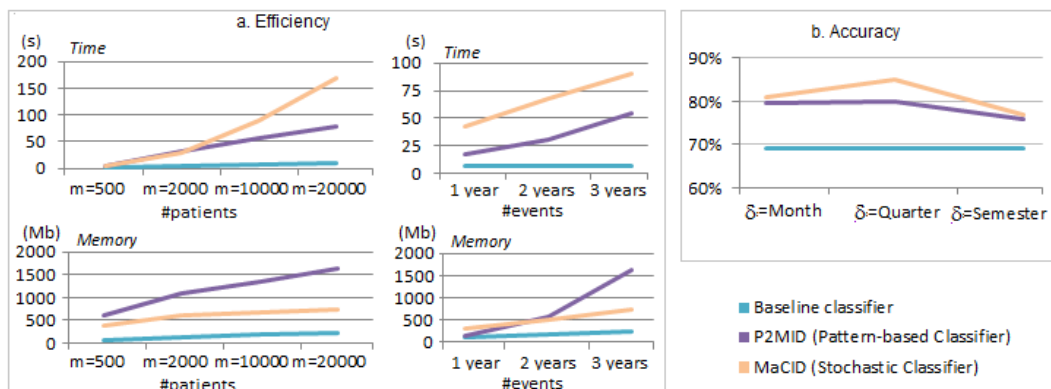 a. Efficiency
(s) Time
200
150
100
50
0
m=500 m=2000 m=10000 m=20000
#patients
(s) Time
100
75
50
25
0
1 year 2 years 3 years
#events
(Mb) Memory
2000
1500
1000
500
0
m=500 m=2000 m=10000 m=20000
#patients
(Mb) Memory
2000
1500
1000
500
0
1 year 2 years 3 years
#events
b. Accuracy
90%
80%
70%
60%
δ=Month δ=Quarter δ=Semester
Baseline classifier
P2MID (Pattern-based Classifier)
MaCID (Stochastic Classifier)